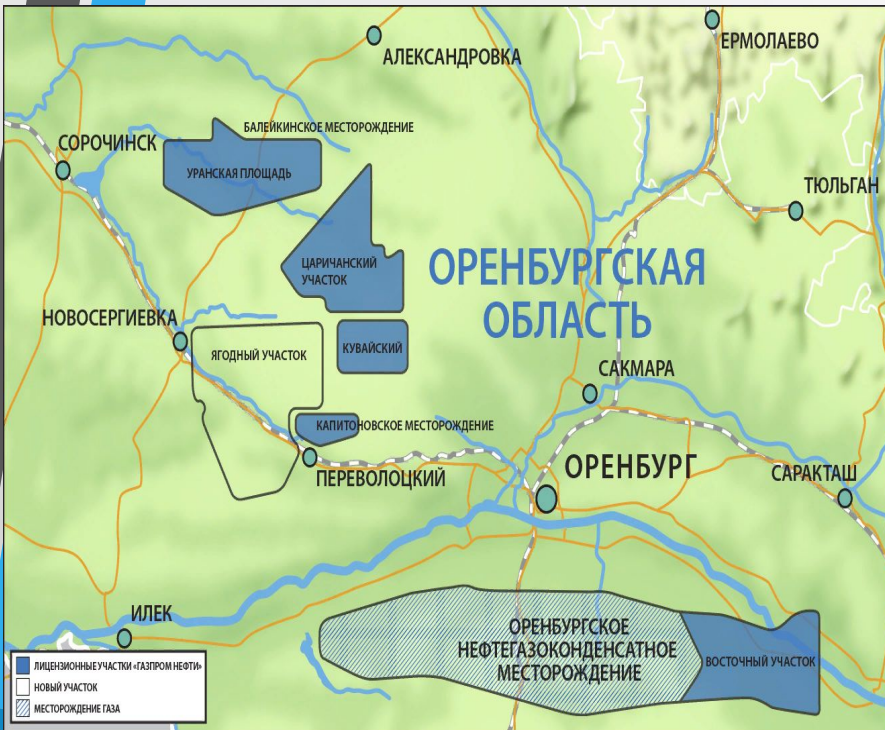 ЕРМОЛАЕВО
АЛЕКСАНДРОВКА
БАЛЕЙКИНСКОЕ МЕСТОРОЖДЕНИЕ
СОРОЧИНСК
УРАНСКАЯ ПЛОЩАДЬ
ТЮЛЬГАН
ЦАРИЧАНСКИЙ
УЧАСТОК
ОРЕНБУРГСКАЯ
ОБЛАСТЬ
НОВОСЕРГИЕВКА
ЯГОДНЫЙ УЧАСТОК
КУВАЙСКИЙ
САКМАРА
КАПИТОНОВСКОЕ МЕСТОРОЖДЕНИЕ
ПЕРЕВОЛОЦКИЙ
ОРЕНБУРГ
САРАКТАШ
ИЛЕК
ОРЕНБУРГСКОЕ
НЕФТЕГАЗОКОНДЕНСАТНОЕ
МЕСТОРОЖДЕНИЕ
ВОСТОЧНЫЙ УЧАСТОК
ЛИЦЕНЗИОННЫЕ УЧАСТКИ «ГАЗПРОМ НЕФТИ»
НОВЫЙ УЧАСТОК
МЕСТОРОЖДЕНИЕ ГАЗА